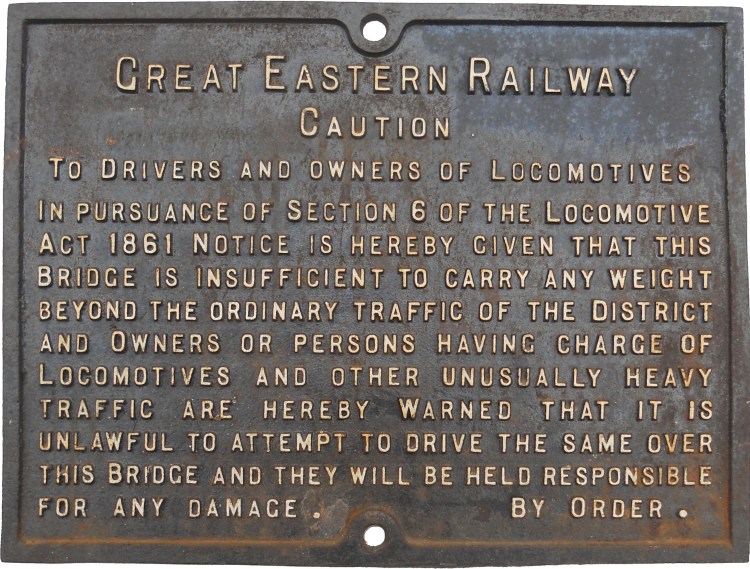 GREAT EASTERN RAILWAY
CAUTION
TO DRIVERS AND OWNERS OF LOCOMOTIVES
IN PURSUANCE OF SECTION 6 OF THE LOCOMOTIVE
ACT 1861 NOTICE IS HEREBY GIVEN THAT THIS
BRIDGE IS INSUFFICIENT TO CARRY ANY WEIGHT
BEYOND THE ORDINARY TRAFFIC OF THE DISTRICT
AND OWNERS OR PERSONS HAVING CHARGE OF
LOCOMOTIVES AND OTHER UNUSUALLY HEAVY
TRAFFIC ARE HEREBY WARNED THAT IT IS
UNLAWFUL TO ATTEMPT TO DRIVE THE SAME OVER
THIS BRIDGE AND THEY WILL BE HELD RESPONSIBLE
FOR ANY DAMAGE. BY ORDER.